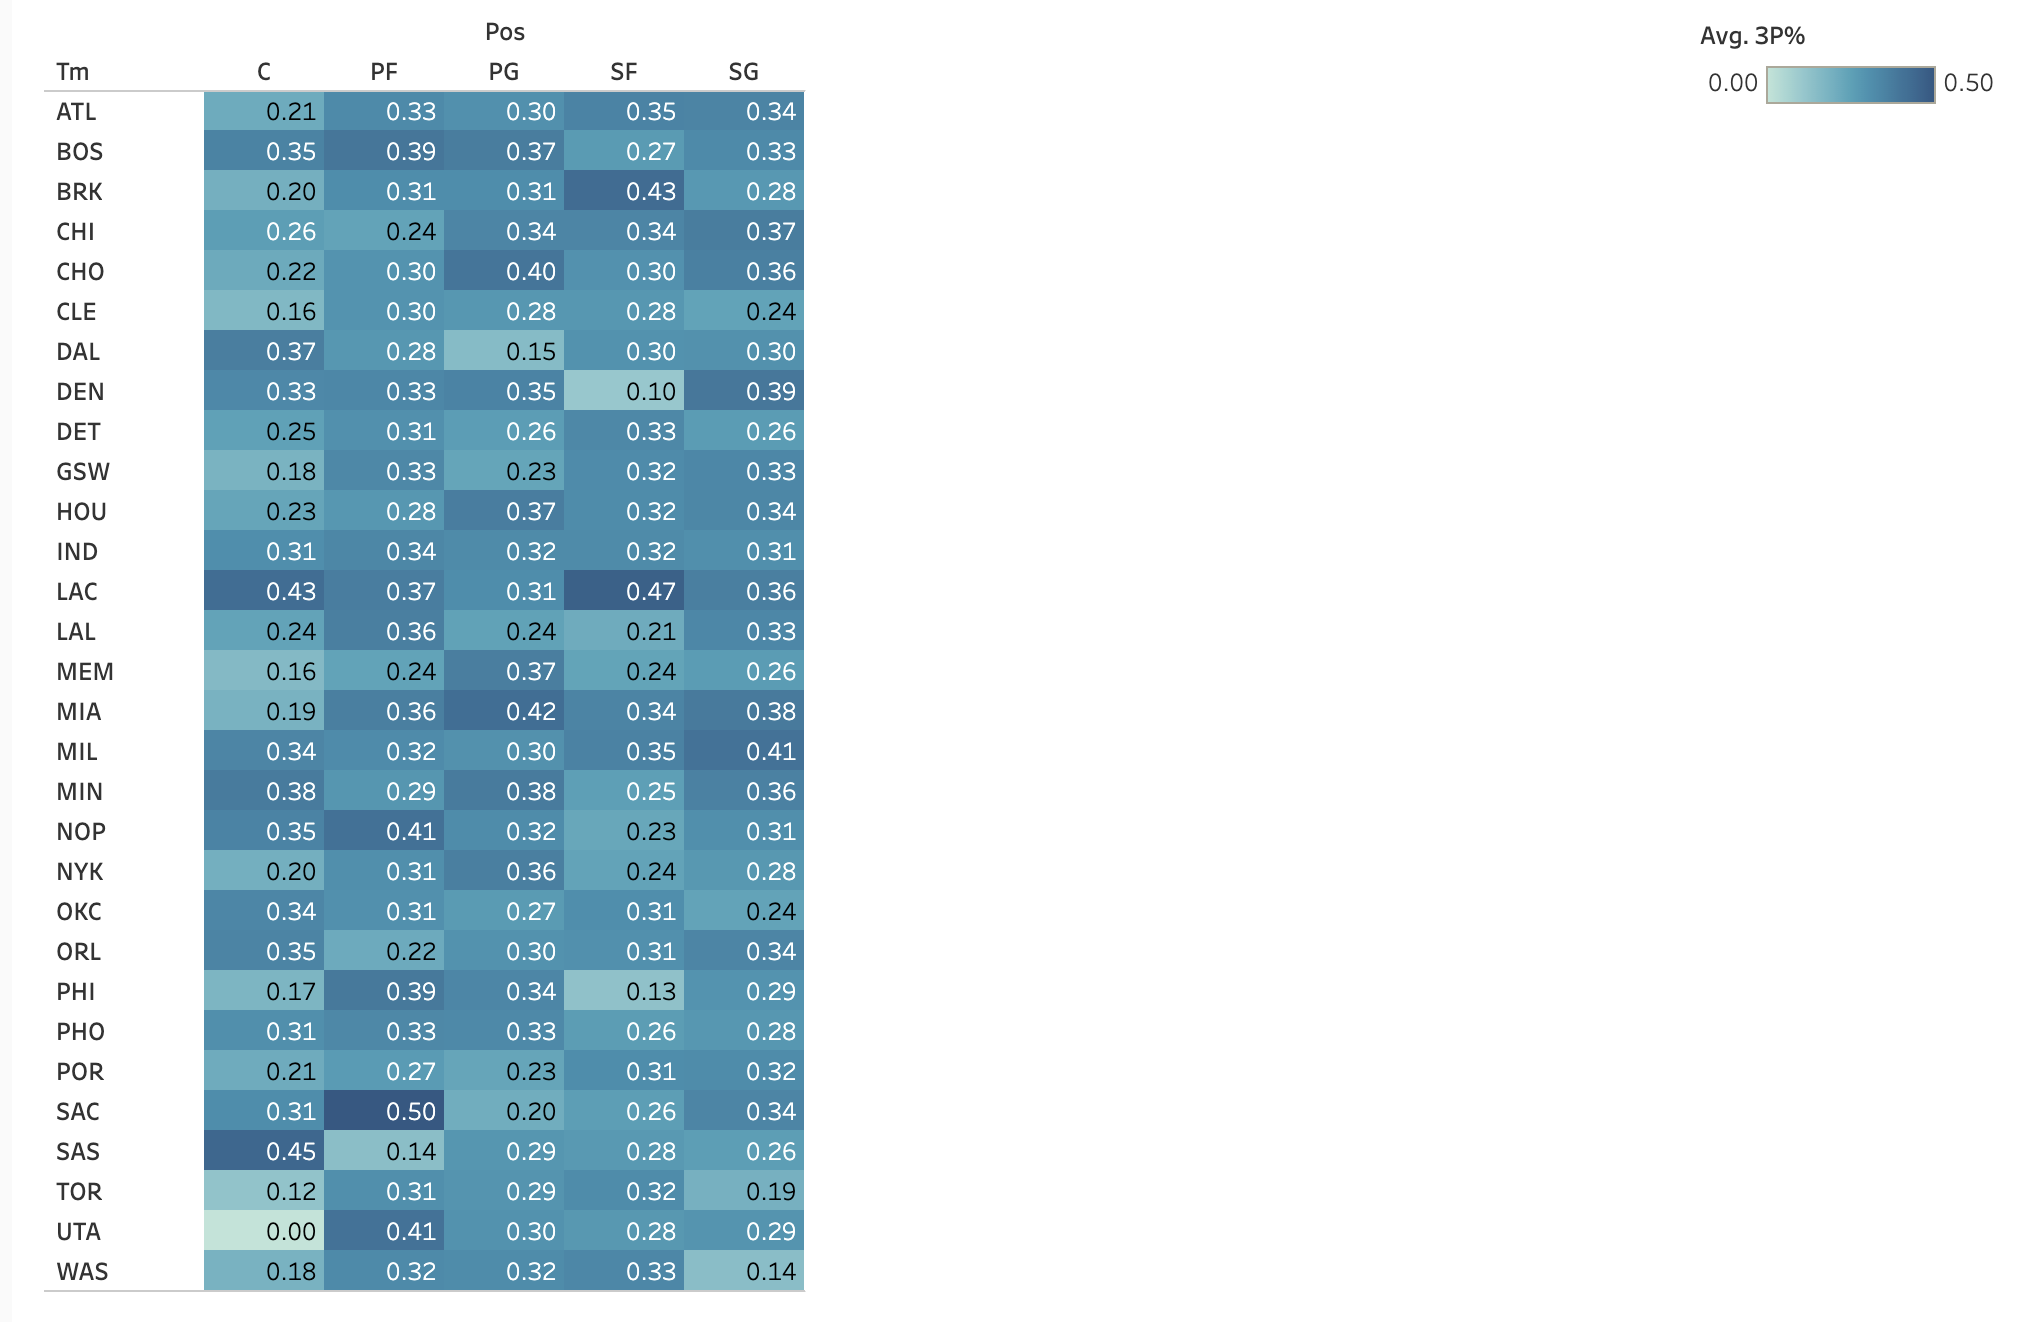 Pos
Avg. 3P%
Tm C PF PG SF SG
0.00 0.50
ATL 0.21 0.33 0.30 0.35 0.34
BOS 0.35 0.39 0.37 0.27 0.33
BRK 0.20 0.31 0.31 0.43 0.28
CHI 0.26 0.24 0.34 0.34 0.37
CHO 0.22 0.30 0.40 0.30 0.36
CLE 0.16 0.30 0.28 0.28 0.24
DAL 0.37 0.28 0.15 0.30 0.30
DEN 0.33 0.33 0.35 0.10 0.39
DET 0.25 0.31 0.26 0.33 0.26
GSW 0.18 0.33 0.23 0.32 0.33
HOU 0.23 0.28 0.37 0.32 0.34
IND 0.31 0.34 0.32 0.32 0.31
LAC 0.43 0.37 0.31 0.47 0.36
LAL 0.24 0.36 0.24 0.21 0.33
MEM 0.16 0.24 0.37 0.24 0.26
MIA 0.19 0.36 0.42 0.34 0.38
MIL 0.34 0.32 0.30 0.35 0.41
MIN 0.38 0.29 0.38 0.25 0.36
NOP 0.35 0.41 0.32 0.23 0.31
NYK 0.20 0.31 0.36 0.24 0.28
OKC 0.34 0.31 0.27 0.31 0.24
ORL 0.35 0.22 0.30 0.31 0.34
PHI 0.17 0.39 0.34 0.13 0.29
PHO 0.31 0.33 0.33 0.26 0.28
POR 0.21 0.27 0.23 0.31 0.32
SAC 0.31 0.50 0.20 0.26 0.34
SAS 0.45 0.14 0.29 0.28 0.26
TOR 0.12 0.31 0.29 0.32 0.19
UTA 0.00 0.41 0.30 0.28 0.29
WAS 0.18 0.32 0.32 0.33 0.14